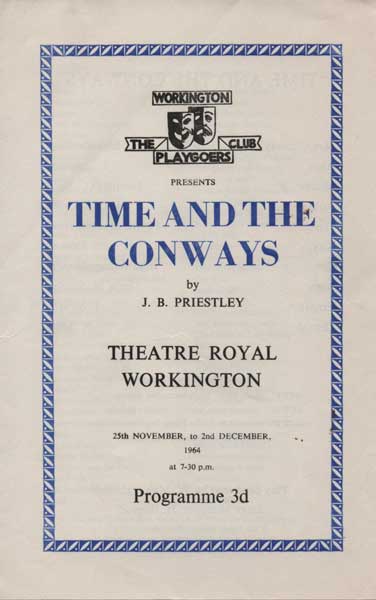 WORKINGTON
THE CLUB
PLAYGOERS
PRESENTS
TIME AND THE
CONWAYS
by
J. B. PRIESTLEY
THEATRE ROYAL
WORKINGTON
25th NOVEMBER, to 2nd DECEMBER,
1964
at 7-30 p.m.
Programme 3d